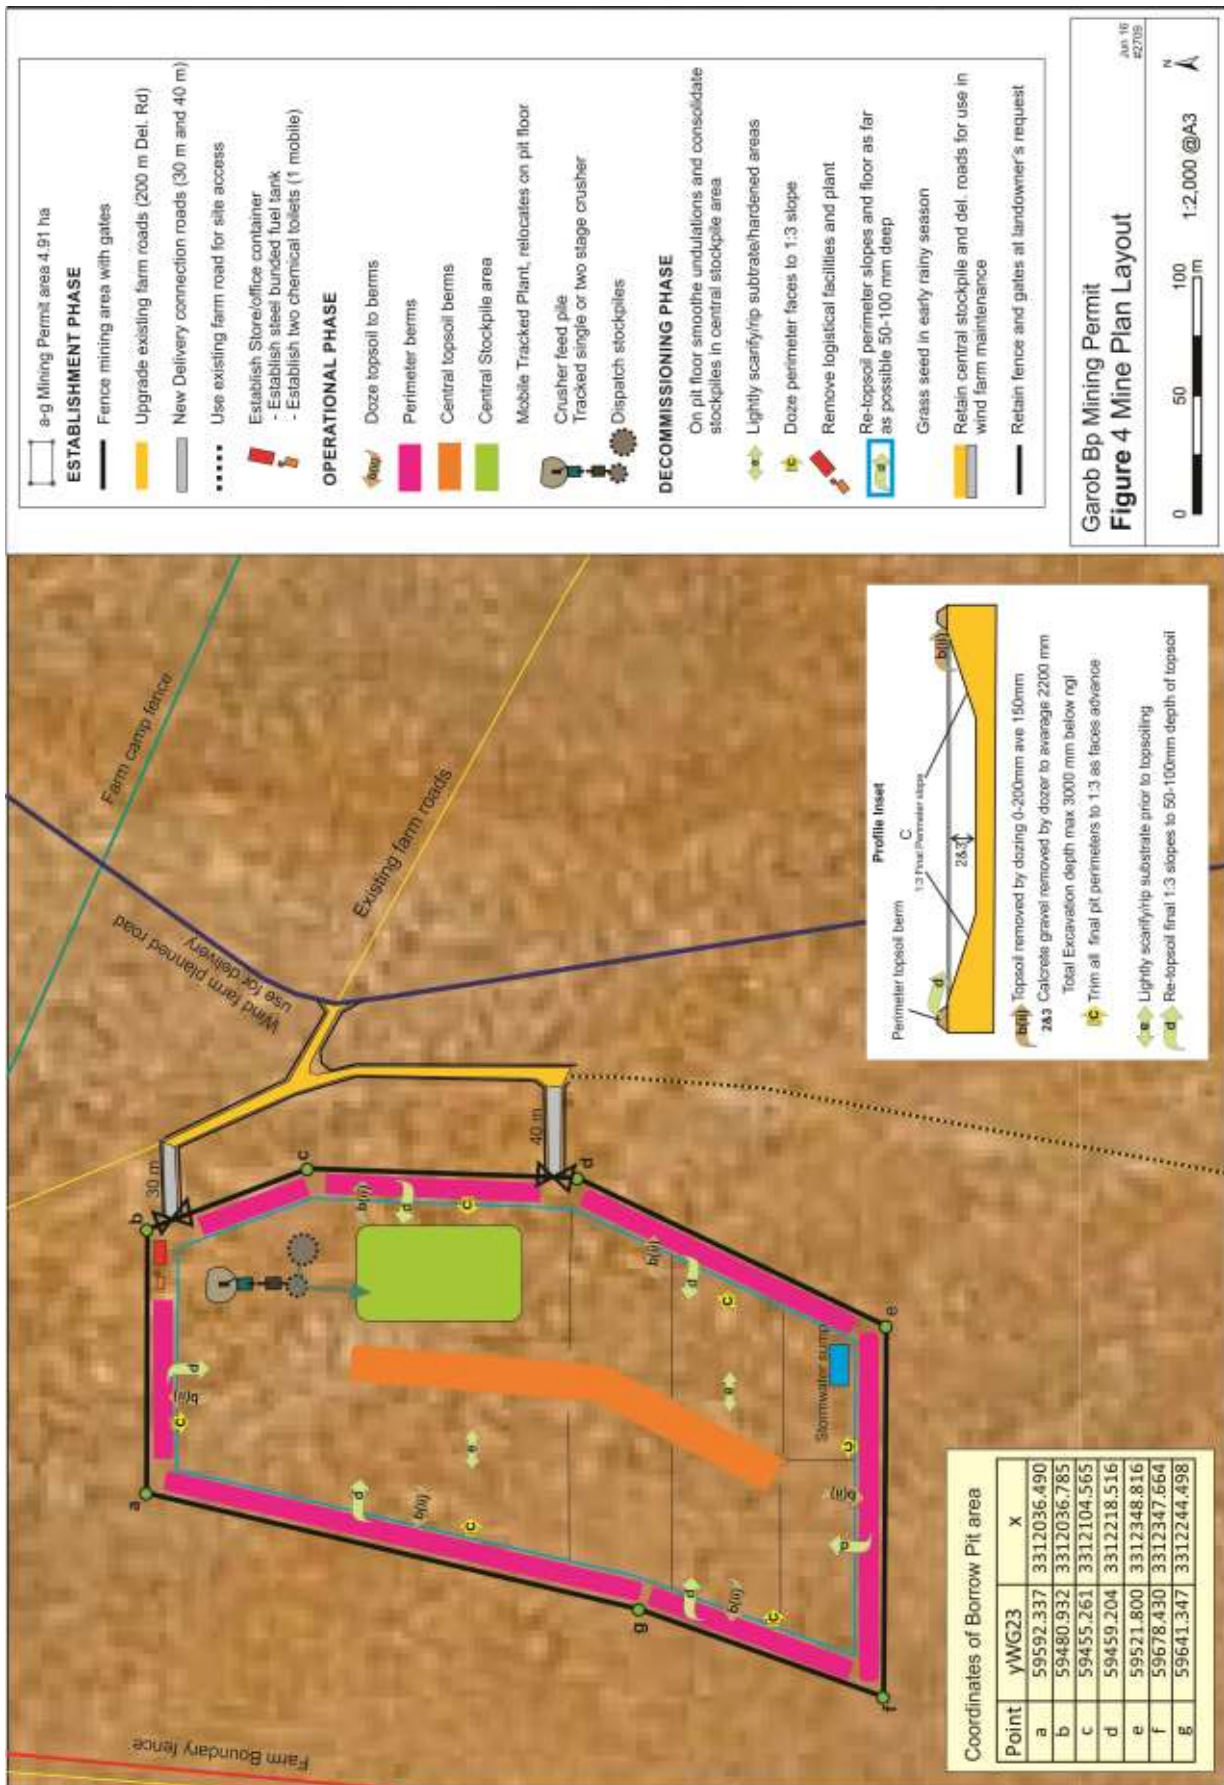 a-g Mining Permit area 4.91 ha
ESTABLISHMENT PHASE
Fence mining area with gates
Upgrade existing farm roads (200 m Del. Rd)
New Delivery connection roads (30 m and 40 m)
Use existing farm road for site access
Establish Store/office container
- Establish steel bunded fuel tank
- Establish two chemical toilets (1 mobile)
OPERATIONAL PHASE
b(ii)
Doze topsoil to berms
Perimeter berms
Central topsoil berms
Central Stockpile area
Mobile Tracked Plant, relocates on pit floor
Crusher feed pile
Tracked single or two stage crusher
Dispatch stockpiles
DECOMMISSIONING PHASE
On pit floor smoothe undulations and consolidate
stockpiles in central stockpile area
e
Lightly scarify/rip substrate/hardened areas
c
Doze perimeter faces to 1:3 slope
Remove logistical facilities and plant
d
Re-topsoil perimeter slopes and floor as far
as possible 50-100 mm deep
Grass seed in early rainy season
Retain central stockpile and del. roads for use in
wind farm maintenance
Retain fence and gates at landowner's request
Garob Bp Mining Permit
Figure 4 Mine Plan Layout
Jun 16
#2709
0 50 100
m
1:2,000 @A3
N
Farm camp fence
Wind farm planned road
use for delivery
Existing farm roads
Farm Boundary fence
30 m
40 m
a
b
c
d
e
f
g
b(ii)
d
c
b(ii)
d
c
d
b(ii)
c
e
b(ii)
d
c
e
d
b(ii)
c
c
b(ii)
d
Stormwater sump
Profile Inset
Perimeter topsoil berm
C
1:3 Final Perimeter slope
d
b(ii)
2&3
b(ii) Topsoil removed by dozing 0-200mm ave 150mm
2&3 Calcrete gravel removed by dozer to avarage 2200 mm
Total Excavation depth max 3000 mm below ngl
c Trim all final pit perimeters to 1:3 as faces advance
e Lightly scarify/rip substrate prior to topsoiling
d Re-topsoil final 1:3 slopes to 50-100mm depth of topsoil
Coordinates of Borrow Pit area
Point yWG23 x
a 59592.337 3312036.490
b 59480.932 3312036.785
c 59455.261 3312104.565
d 59459.204 3312218.516
e 59521.800 3312348.816
f 59678.430 3312347.664
g 59641.347 3312244.498